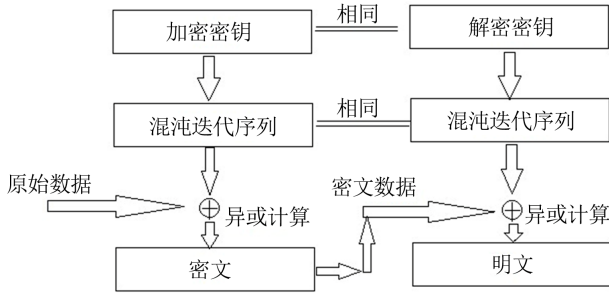 加密密钥
相同
解密密钥
混沌迭代序列
相同
混沌迭代序列
原始数据
异或计算
密文数据
异或计算
密文
明文